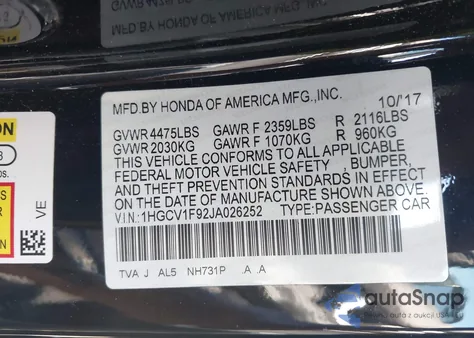 MFD.BY HONDA OF AMERICA MFG.,INC. 10/'17
GVWR 4475LBS GAWR F 2359LBS R 2116LBS
GVWR 2030KG GAWR F 1070KG R 960KG
THIS VEHICLE CONFORMS TO ALL APPLICABLE
FEDERAL MOTOR VEHICLE SAFETY , BUMPER,
AND THEFT PREVENTION STANDARDS IN EFFECT
ON THE DATE OF MANUFACTURE SHOWN ABOVE.
V.I.N: 1HGCV1F92JA026252 TYPE:PASSENGER CAR
TVA J AL5 NH731P .A .A
VE
autoSnap